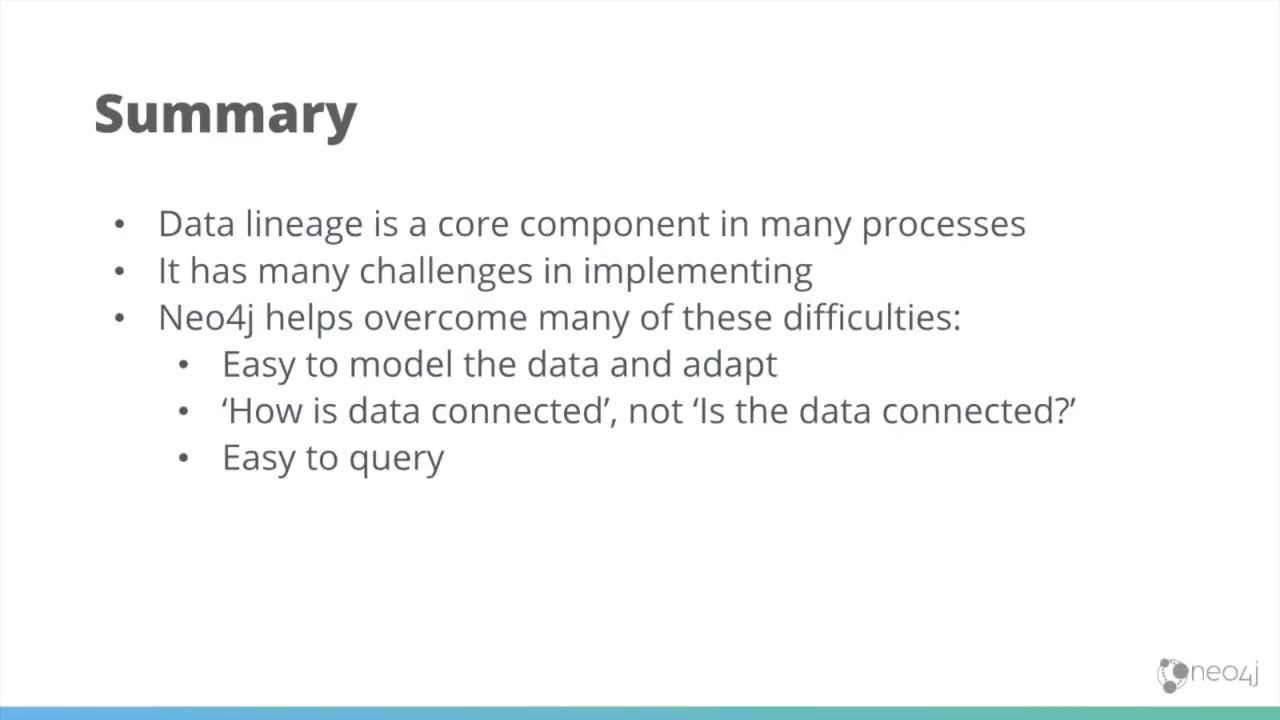 Summary
• Data lineage is a core component in many processes
• It has many challenges in implementing
• Neo4j helps overcome many of these difficulties:
• Easy to model the data and adapt
• ‘How is data connected’, not ‘Is the data connected?’
• Easy to query
neo4j